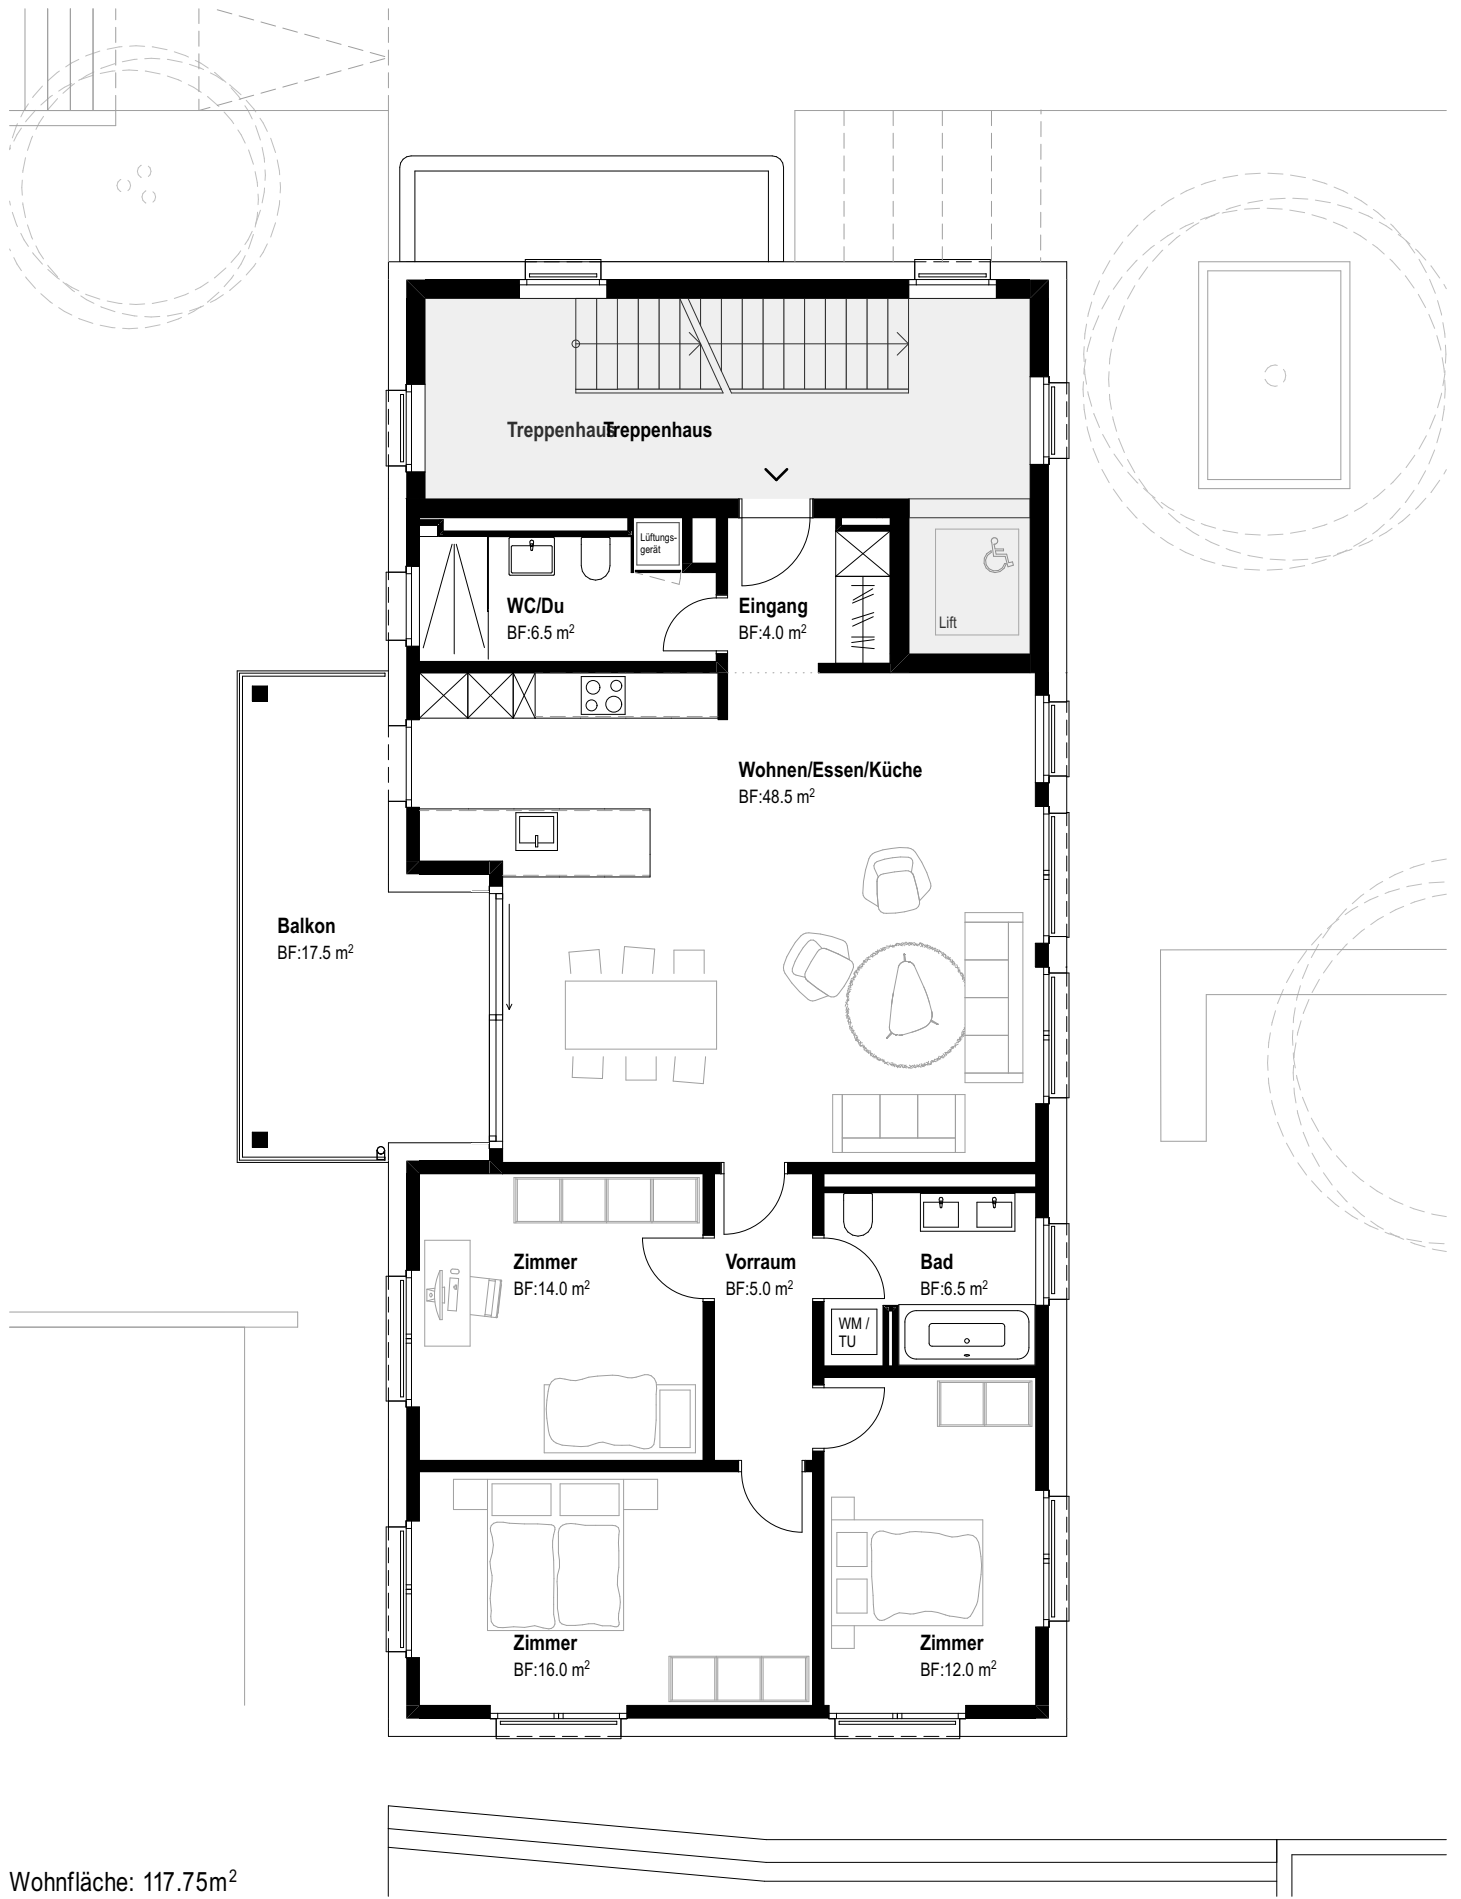 Treppenhaus
Treppenhaus
Lüftungs-
gerät
WC/Du
BF:6.5 m²
Eingang
BF:4.0 m²
Lift
Wohnen/Essen/Küche
BF:48.5 m²
Balkon
BF:17.5 m²
Zimmer
BF:14.0 m²
Vorraum
BF:5.0 m²
Bad
BF:6.5 m²
WM /
TU
Zimmer
BF:16.0 m²
Zimmer
BF:12.0 m²
Wohnfläche: 117.75m²